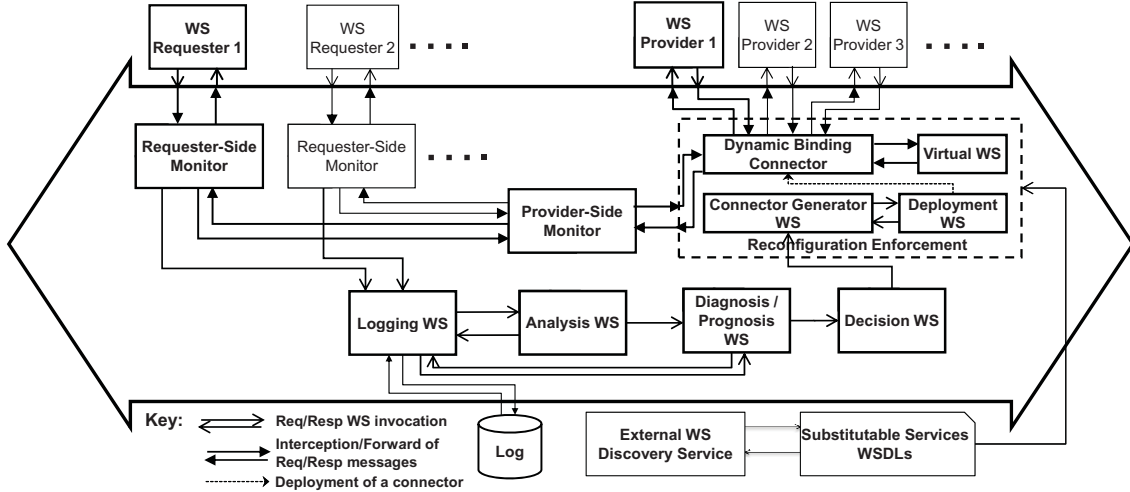 WS
Requester 1
WS
Requester 2
WS
Provider 1
WS
Provider 2
WS
Provider 3
Requester-Side
Monitor
Requester-Side
Monitor
Dynamic Binding
Connector
Virtual WS
Provider-Side
Monitor
Connector Generator
WS
Deployment
WS
Reconfiguration Enforcement
Logging WS
Analysis WS
Diagnosis /
Prognosis
WS
Decision WS
Key:
Req/Resp WS invocation
Interception/Forward of
Req/Resp messages
Deployment of a connector
Log
External WS
Discovery Service
Substitutable Services
WSDLs